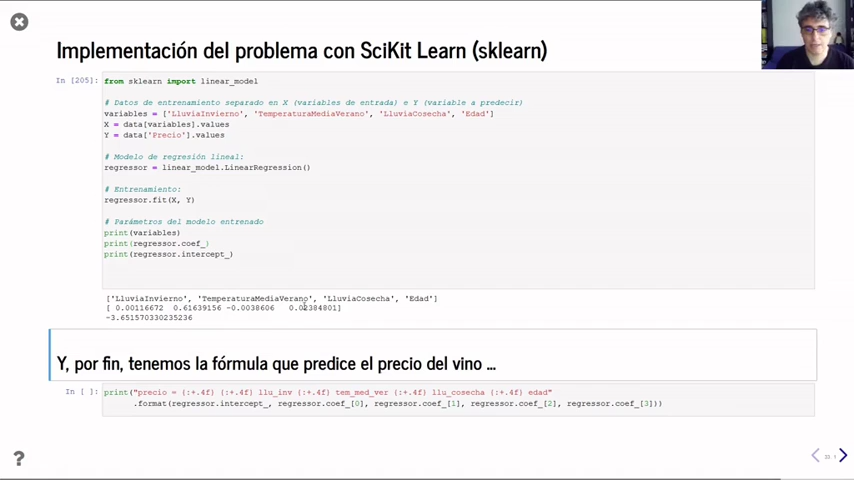 Implementación del problema con SciKit Learn (sklearn)
In [205]: from sklearn import linear_model
# Datos de entrenamiento separado en X (variables de entrada) e Y (variable a predecir)
variables = ['LluviaInvierno', 'TemperaturaMediaVerano', 'LluviaCosecha', 'Edad']
X = data[variables].values
Y = data['Precio'].values
# Modelo de regresión lineal:
regressor = linear_model.LinearRegression()
# Entrenamiento:
regressor.fit(X, Y)
# Parámetros del modelo entrenado
print(variables)
print(regressor.coef_)
print(regressor.intercept_)
['LluviaInvierno', 'TemperaturaMediaVerano', 'LluviaCosecha', 'Edad']
[ 0.00116672 0.61639156 -0.0038606 0.02384801]
-3.651570330235236
Y, por fin, tenemos la fórmula que predice el precio del vino ...
In [ ]: print("precio = {:+.4f} {:+.4f} llu_inv {:+.4f} tem_med_ver {:+.4f} llu_cosecha {:+.4f} edad"
.format(regressor.intercept_, regressor.coef_[0], regressor.coef_[1], regressor.coef_[2], regressor.coef_[3]))
?